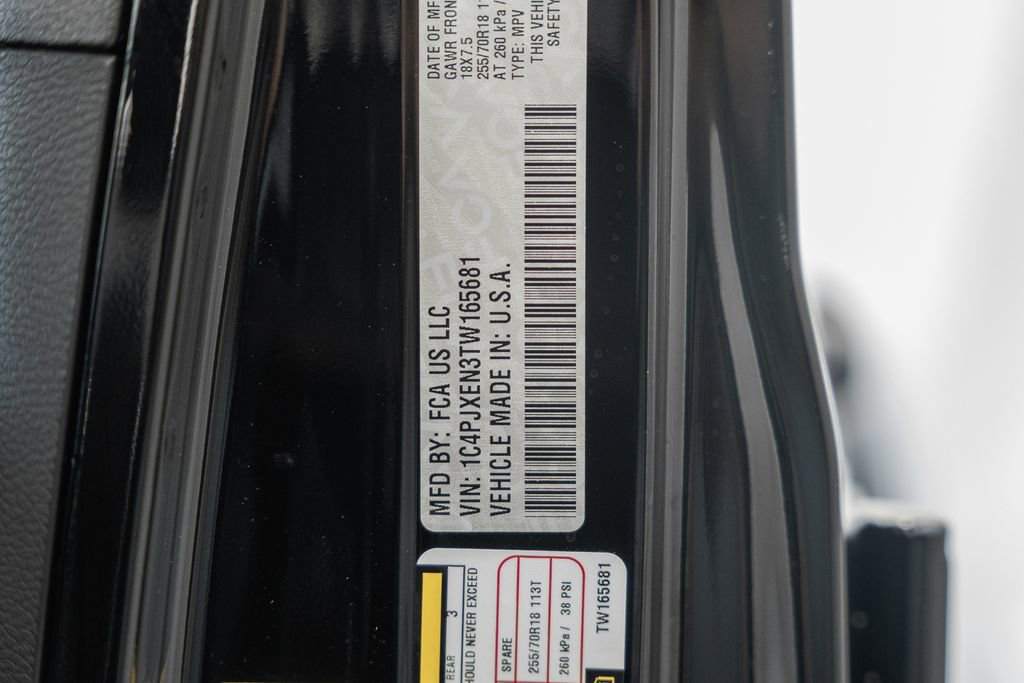 MFD BY: FCA US LLC
VIN: 1C4PJXEN3TW165681
VEHICLE MADE IN: U.S.A.
DATE OF MF
GAWR FRON
18X7.5
255/70R18 11
AT 260 kPa /
TYPE: MPV
THIS VEHI
SAFETY
REAR 3
HOULD NEVER EXCEED
SPARE
255/70R18 113T
260 kPa / 38 PSI
TW165681